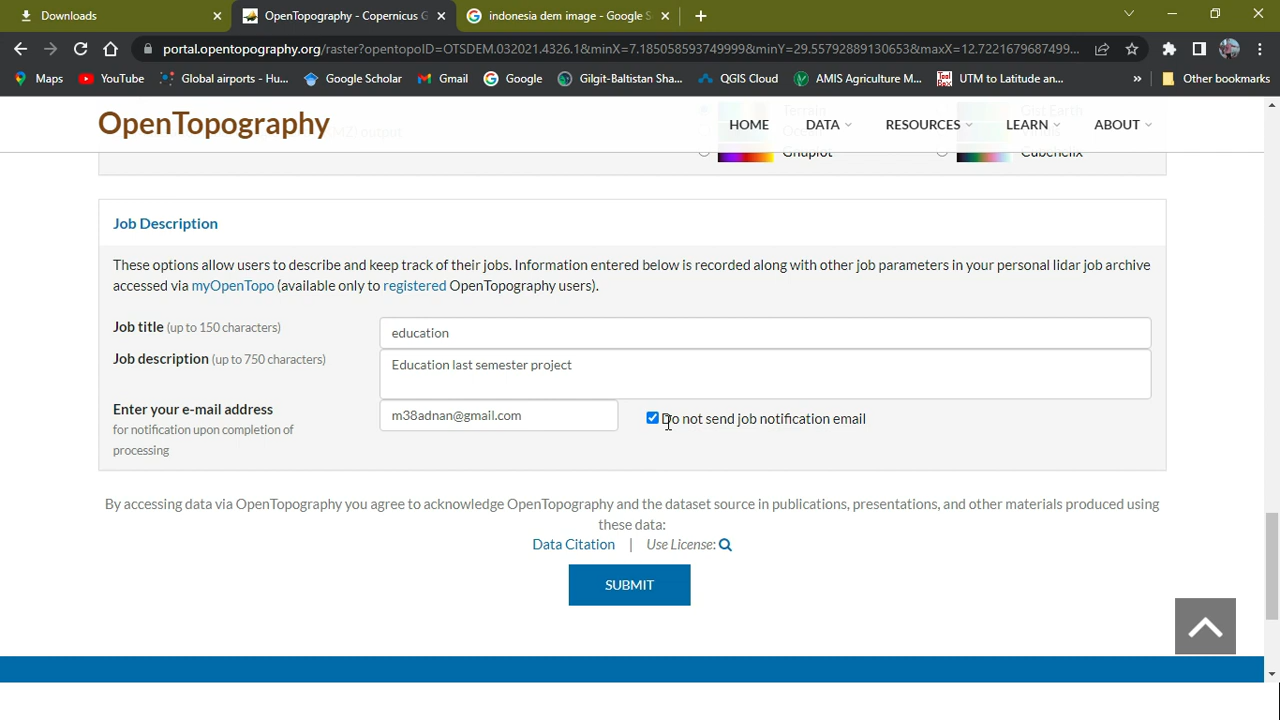 Downloads
OpenTopography - Copernicus G
indonesia dem image - Google S
portal.opentopography.org/raster?opentopoID=OTSDEM.032021.4326.1&minX=7.185058593749999&minY=29.55792889130653&maxX=12.7221679687499...
Maps
YouTube
Global airports - Hu...
Google Scholar
Gmail
Google
Gilgit-Baltistan Sha...
QGIS Cloud
AMIS Agriculture M...
UTM to Latitude an...
»
Other bookmarks
OpenTopography
HOME
DATA
RESOURCES
LEARN
ABOUT
Terrain
Gist Earth
Z) output
Gnuplot
Cubehelix
Job Description
These options allow users to describe and keep track of their jobs. Information entered below is recorded along with other job parameters in your personal lidar job archive
accessed via myOpenTopo (available only to registered OpenTopography users).
Job title (up to 150 characters)
education
Job description (up to 750 characters)
Education last semester project
Enter your e-mail address
for notification upon completion of
processing
m38adnan@gmail.com
Do not send job notification email
By accessing data via OpenTopography you agree to acknowledge OpenTopography and the dataset source in publications, presentations, and other materials produced using
these data:
Data Citation | Use License:
SUBMIT